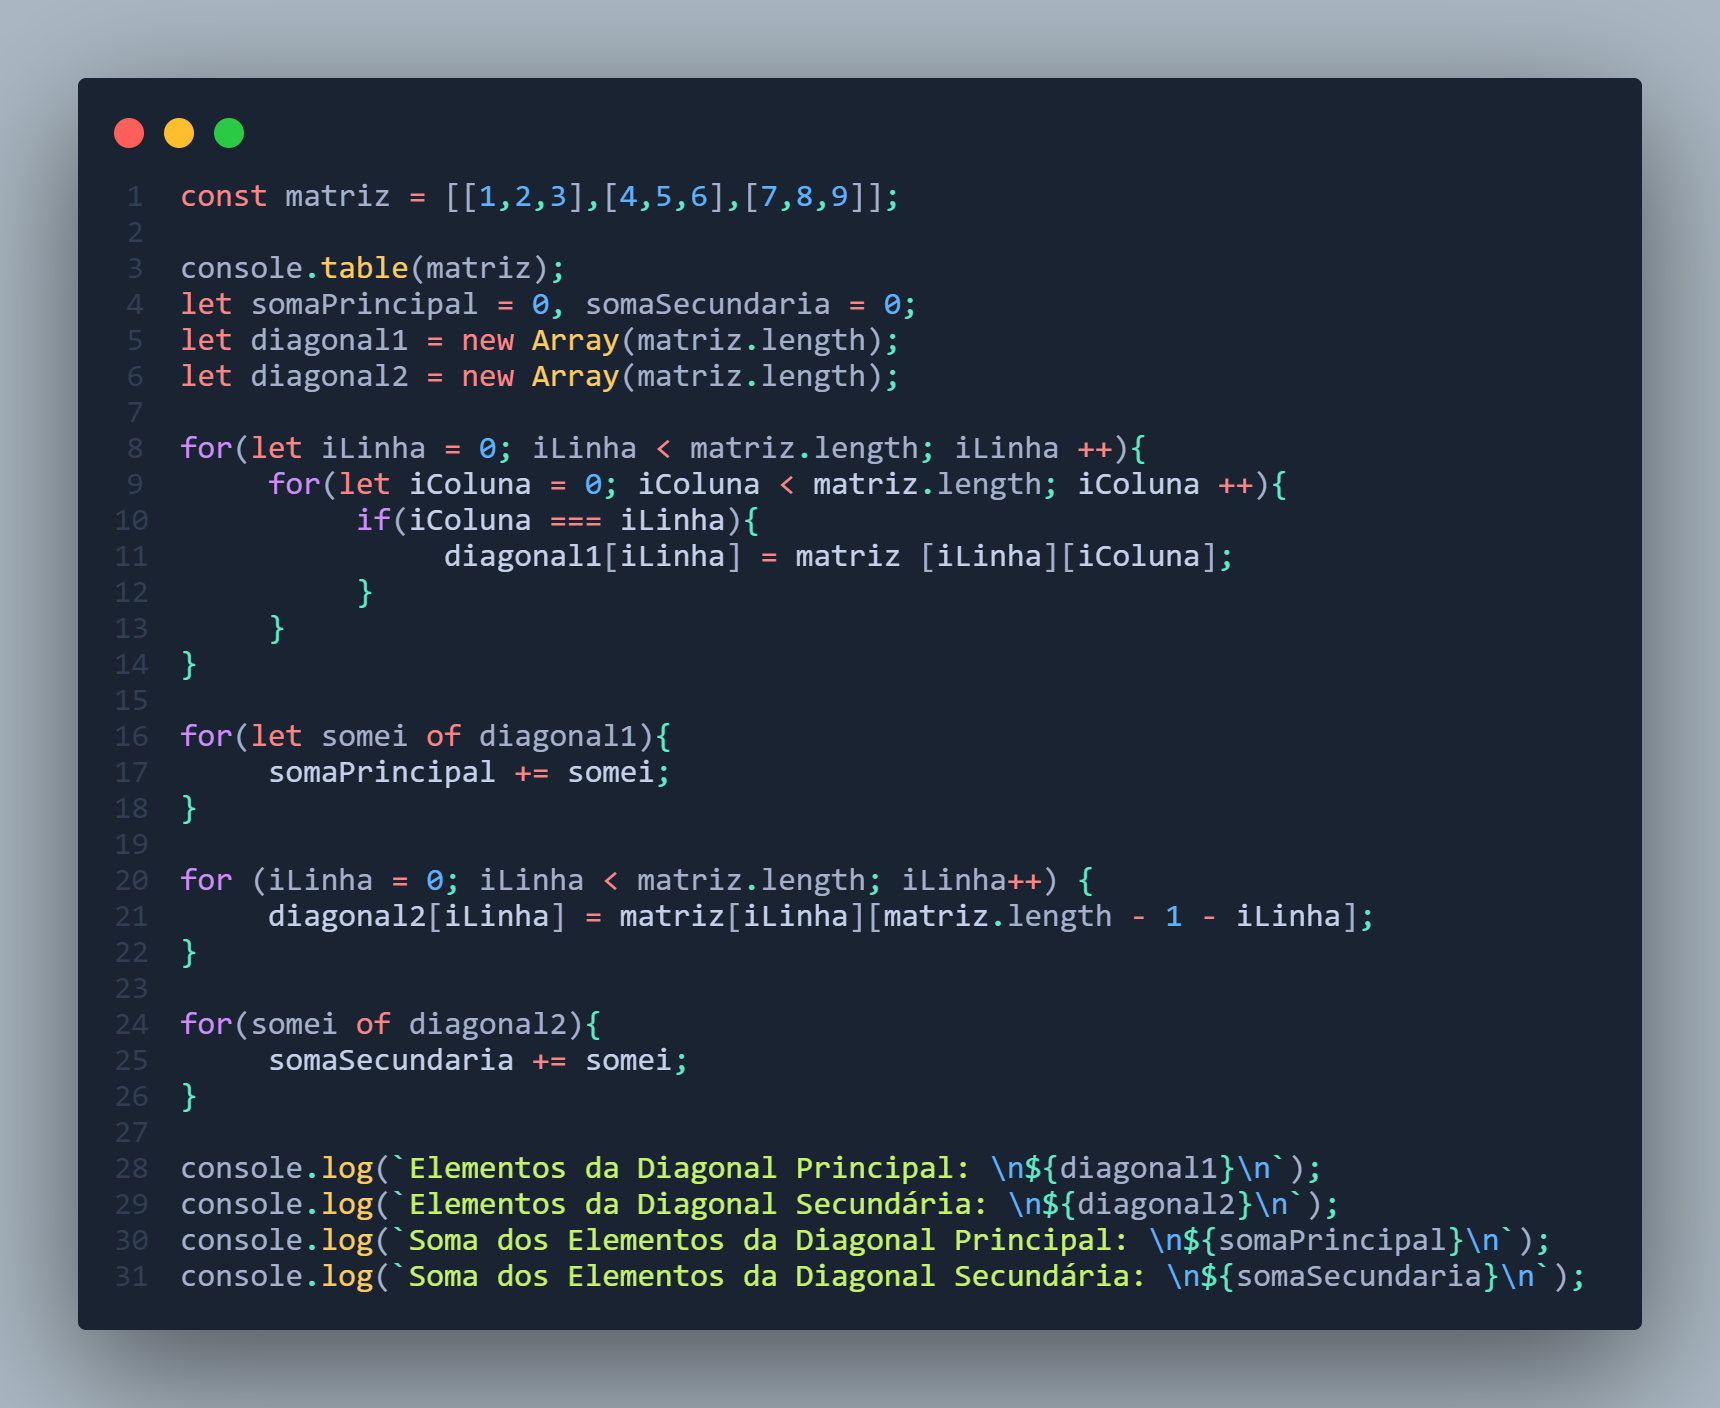 1 const matriz = [[1,2,3],[4,5,6],[7,8,9]];
2
3 console.table(matriz);
4 let somaPrincipal = 0, somaSecundaria = 0;
5 let diagonal1 = new Array(matriz.length);
6 let diagonal2 = new Array(matriz.length);
7
8 for(let iLinha = 0; iLinha < matriz.length; iLinha ++){
9      for(let iColuna = 0; iColuna < matriz.length; iColuna ++){
10           if(iColuna === iLinha){
11                diagonal1[iLinha] = matriz [iLinha][iColuna];
12           }
13      }
14 }
15
16 for(let somei of diagonal1){
17      somaPrincipal += somei;
18 }
19
20 for (iLinha = 0; iLinha < matriz.length; iLinha++) {
21      diagonal2[iLinha] = matriz[iLinha][matriz.length - 1 - iLinha];
22 }
23
24 for(somei of diagonal2){
25      somaSecundaria += somei;
26 }
27
28 console.log(`Elementos da Diagonal Principal: \n${diagonal1}\n`);
29 console.log(`Elementos da Diagonal Secundária: \n${diagonal2}\n`);
30 console.log(`Soma dos Elementos da Diagonal Principal: \n${somaPrincipal}\n`);
31 console.log(`Soma dos Elementos da Diagonal Secundária: \n${somaSecundaria}\n`);